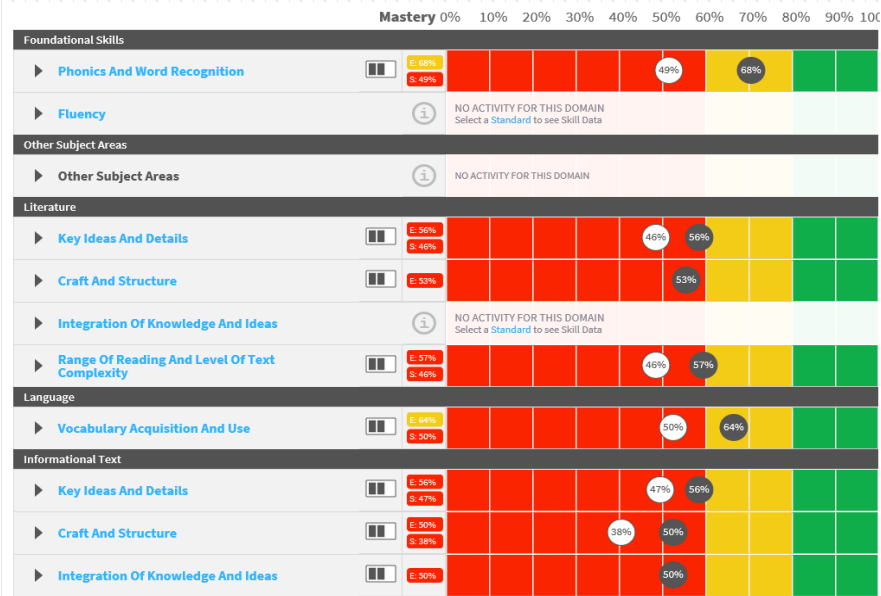 Mastery 0% 10% 20% 30% 40% 50% 60% 70% 80% 90% 100
Foundational Skills
Phonics And Word Recognition E: 68% S: 49% 49% 68%
Fluency i NO ACTIVITY FOR THIS DOMAIN
Select a Standard to see Skill Data
Other Subject Areas
Other Subject Areas i NO ACTIVITY FOR THIS DOMAIN
Literature
Key Ideas And Details E: 56% S: 46% 46% 56%
Craft And Structure E: 53% 53%
Integration Of Knowledge And Ideas i NO ACTIVITY FOR THIS DOMAIN
Select a Standard to see Skill Data
Range Of Reading And Level Of Text
Complexity E: 57% S: 46% 46% 57%
Language
Vocabulary Acquisition And Use E: 64% S: 50% 50% 64%
Informational Text
Key Ideas And Details E: 56% S: 47% 47% 56%
Craft And Structure E: 50% S: 38% 38% 50%
Integration Of Knowledge And Ideas E: 50% 50%